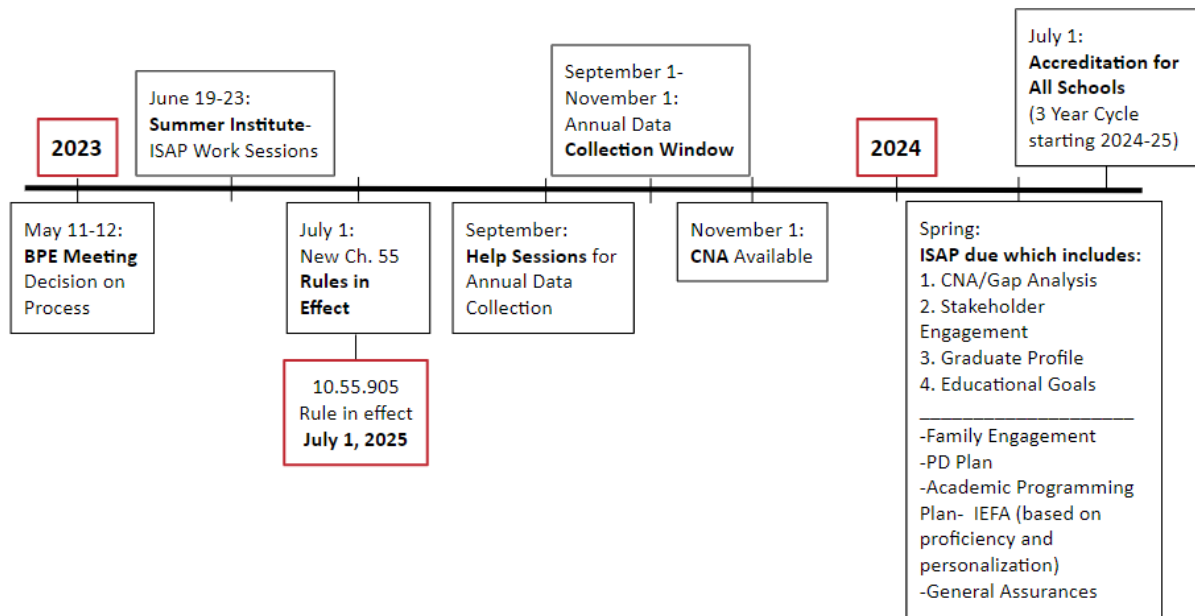 2023
June 19-23:
Summer Institute-
ISAP Work Sessions
September 1-
November 1:
Annual Data
Collection Window
2024
July 1:
Accreditation for
All Schools
(3 Year Cycle
starting 2024-25)
May 11-12:
BPE Meeting
Decision on
Process
July 1:
New Ch. 55
Rules in
Effect
10.55.905
Rule in effect
July 1, 2025
September:
Help Sessions for
Annual Data
Collection
November 1:
CNA Available
Spring:
ISAP due which includes:
1. CNA/Gap Analysis
2. Stakeholder
Engagement
3. Graduate Profile
4. Educational Goals
____________________
-Family Engagement
-PD Plan
-Academic Programming
Plan-  IEFA (based on
proficiency and
personalization)
-General Assurances